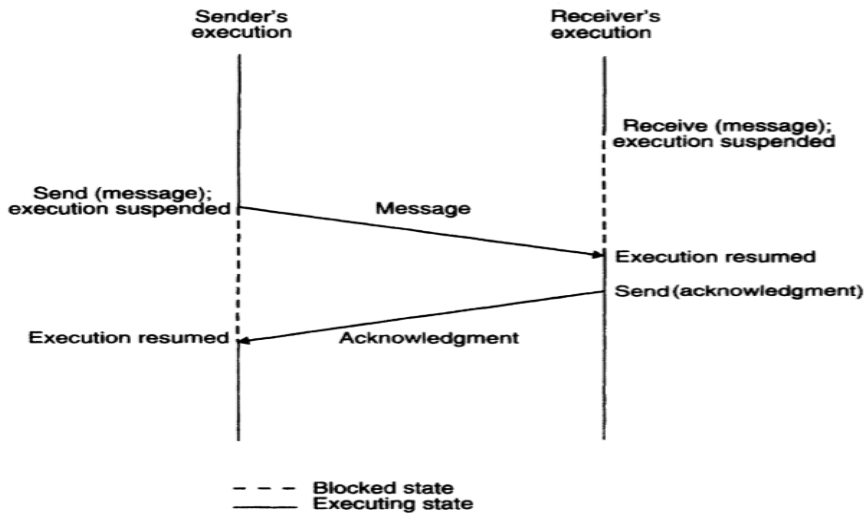 Sender's
execution
Receiver's
execution
Receive (message);
execution suspended
Send (message);
execution suspended
Message
Execution resumed
Send (acknowledgment)
Execution resumed
Acknowledgment
Blocked state
Executing state